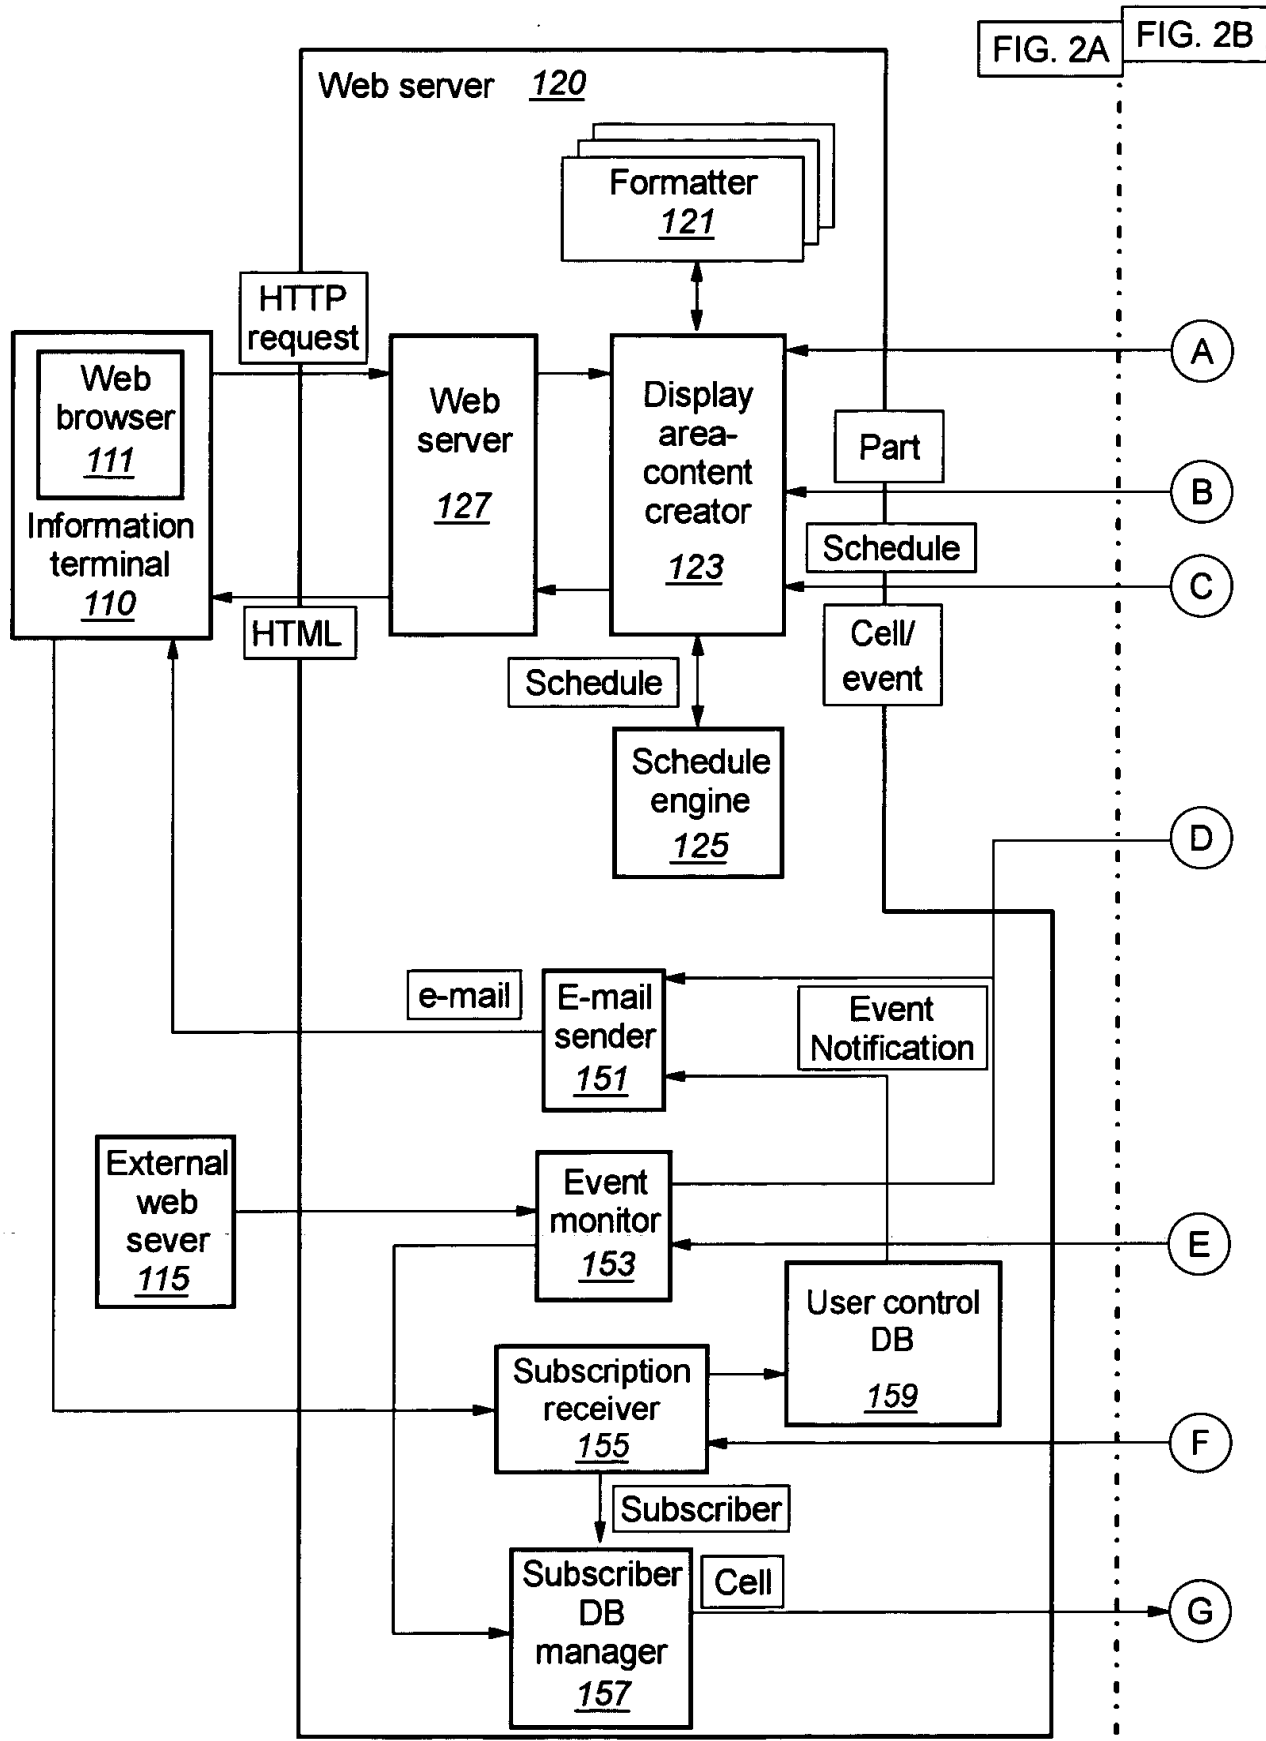 FIG. 2A
FIG. 2B
Web server 120
Formatter
121
HTTP
request
Web
browser
111
Information
terminal
110
Web
server
127
Display
area-
content
creator
123
A
Part
B
Schedule
C
HTML
Cell/
event
Schedule
Schedule
engine
125
D
e-mail
E-mail
sender
151
Event
Notification
External
web
sever
115
Event
monitor
153
E
User control
DB
159
Subscription
receiver
155
F
Subscriber
Subscriber
DB
manager
157
Cell
G